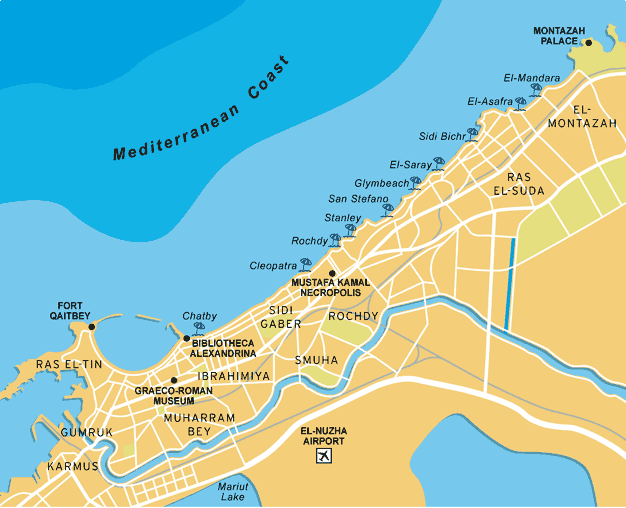 MONTAZAH
PALACE
El-Mandara
El-Asafra
EL-
MONTAZAH
Mediterranean Coast
Sidi Bichr
El-Saray
RAS
EL-SUDA
Glymbeach
San Stefano
Stanley
Rochdy
Cleopatra
MUSTAFA KAMAL
NECROPOLIS
FORT
QAITBEY
Chatby
SIDI
GABER
ROCHDY
BIBLIOTHECA
ALEXANDRINA
RAS EL-TIN
SMUHA
IBRAHIMIYA
GRAECO-ROMAN
MUSEUM
MUHARRAM
BEY
GUMRUK
EL-NUZHA
AIRPORT
KARMUS
Mariut
Lake